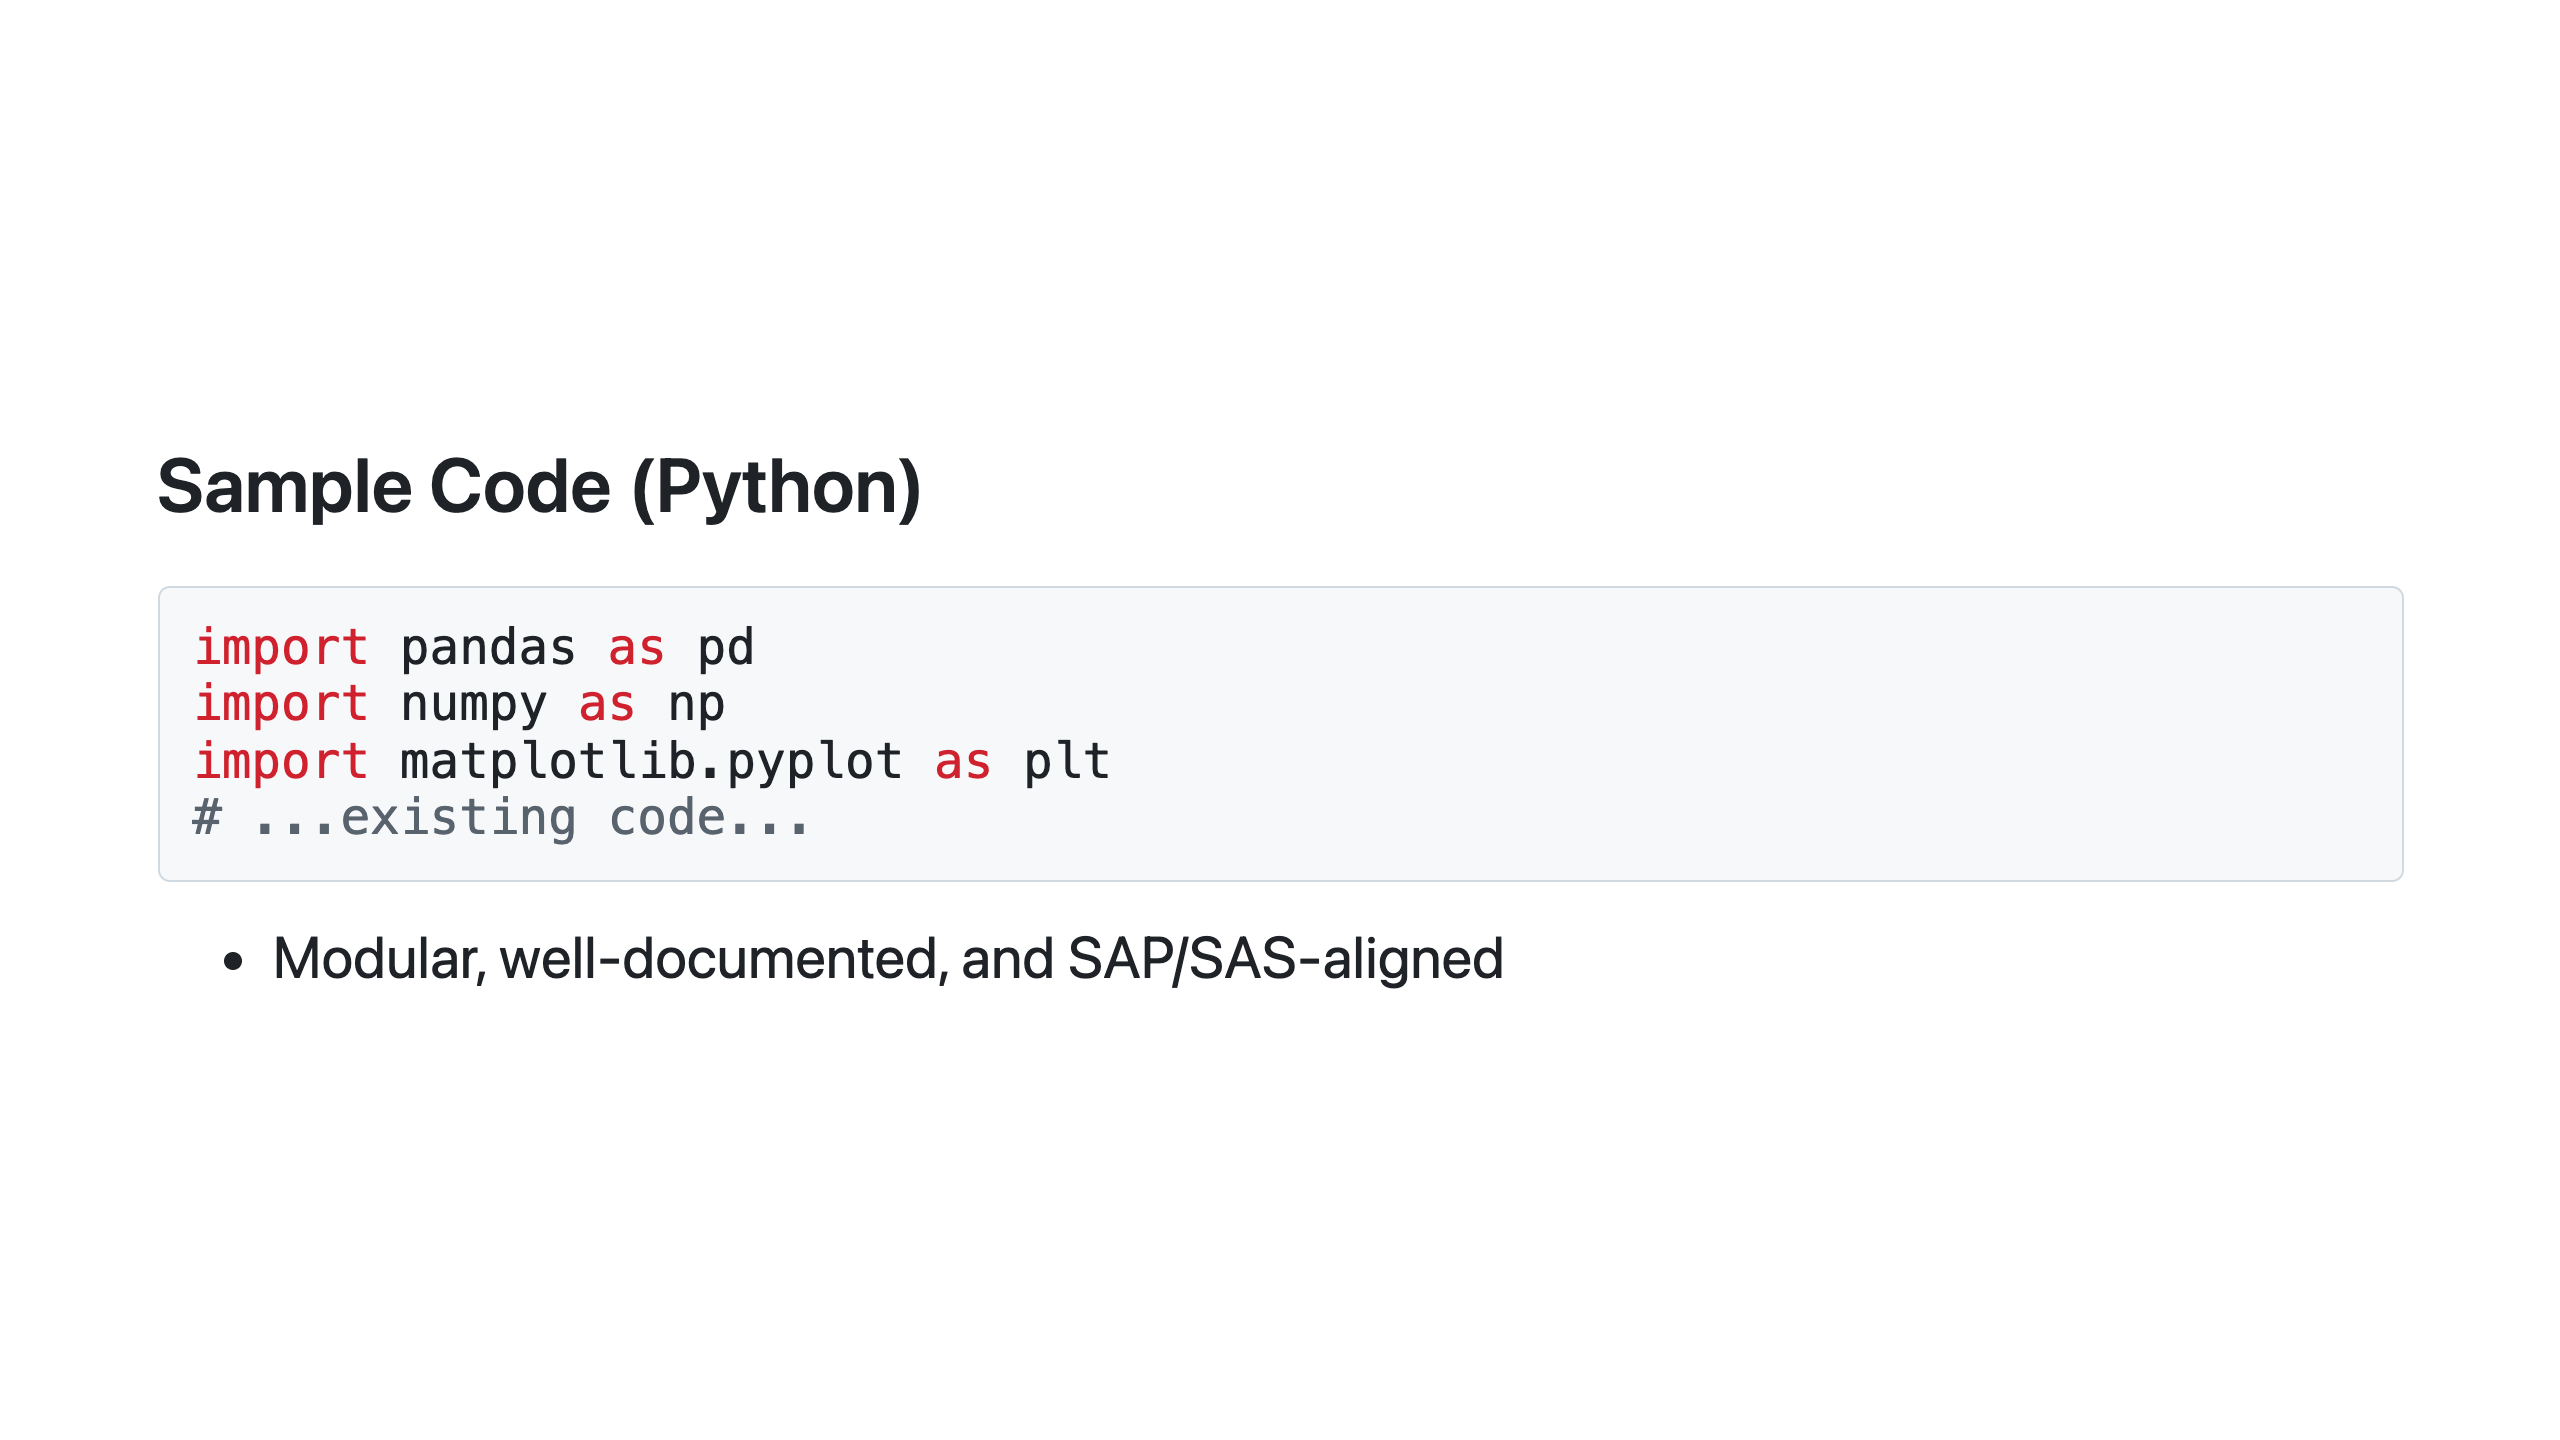 Sample Code (Python)
import pandas as pd
import numpy as np
import matplotlib.pyplot as plt
# ...existing code...
• Modular, well-documented, and SAP/SAS-aligned